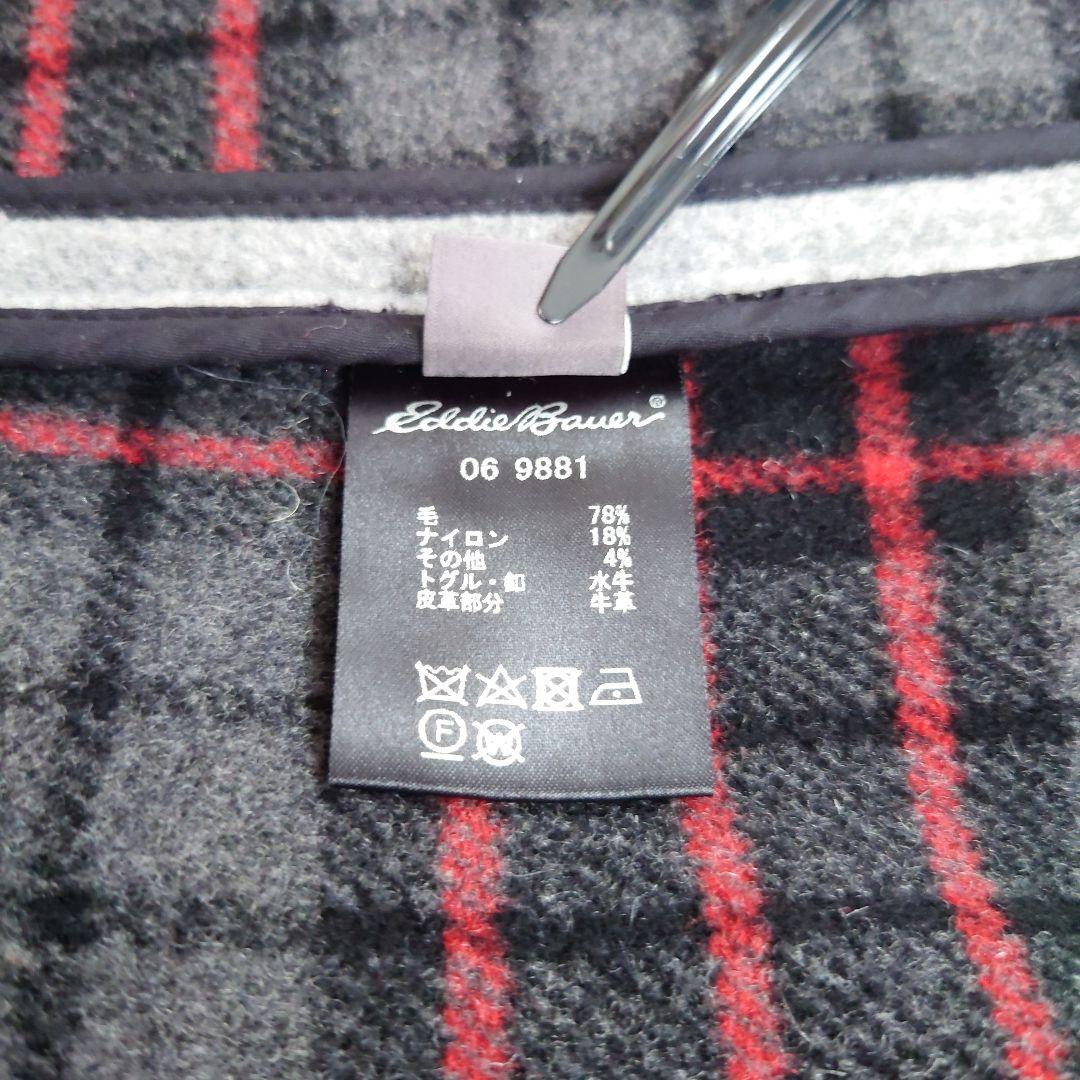 Eddie Bauer®
06 9881
毛 78%
ナイロン 18%
その他 4%
トグル・釦 水牛
皮革部分 牛革
F
W